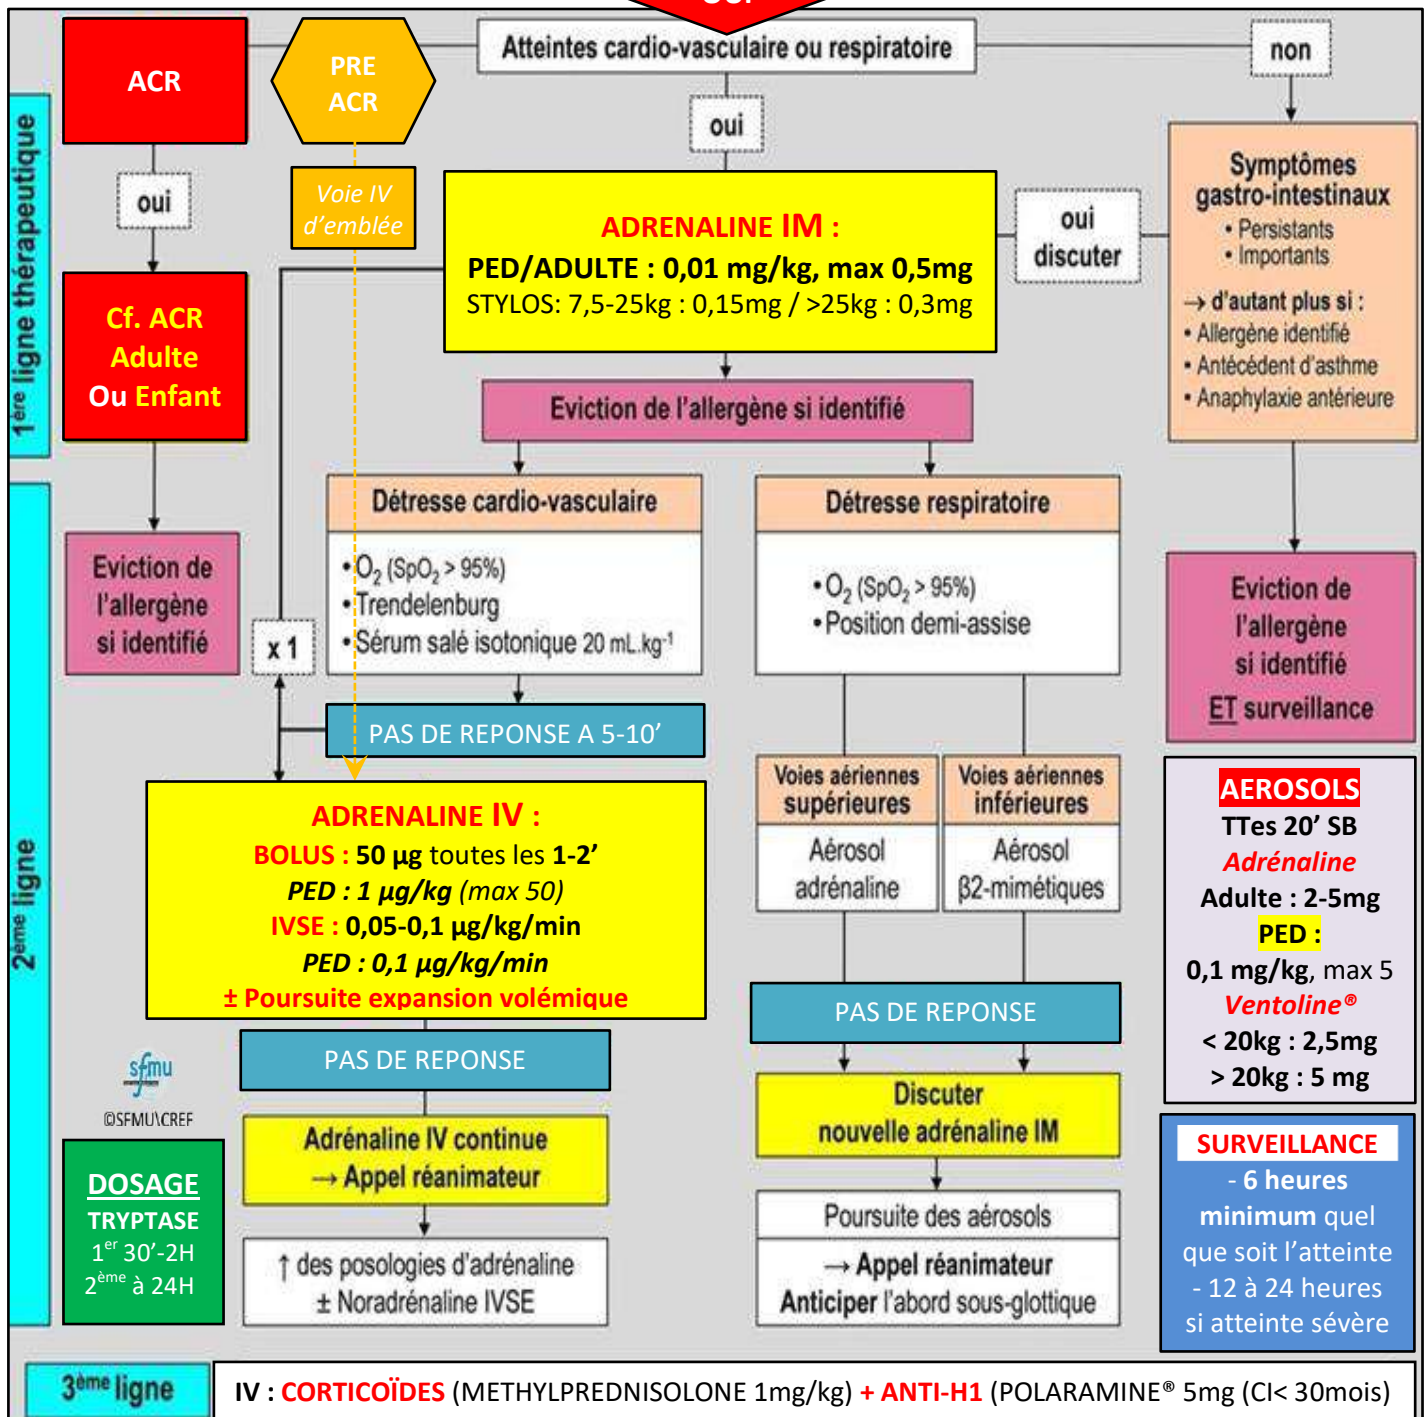 OUI
Atteintes cardio-vasculaire ou respiratoire
non
ACR
PRE
ACR
oui
oui
1ère ligne thérapeutique
Voie IV
d'emblée
ADRENALINE IM :
PED/ADULTE : 0,01 mg/kg, max 0,5mg
STYLOS: 7,5-25kg : 0,15mg / >25kg : 0,3mg
oui
discuter
Symptômes
gastro-intestinaux
• Persistants
• Importants
→ d'autant plus si :
• Allergène identifié
• Antécédent d'asthme
• Anaphylaxie antérieure
Cf. ACR
Adulte
Ou Enfant
Eviction de l'allergène si identifié
2ème ligne
Eviction de
l'allergène
si identifié
x 1
Détresse cardio-vasculaire
• O2 (SpO2 > 95%)
• Trendelenburg
• Sérum salé isotonique 20 mL.kg-1
Détresse respiratoire
• O2 (SpO2 > 95%)
• Position demi-assise
Eviction de
l'allergène
si identifié
ET surveillance
PAS DE REPONSE A 5-10'
ADRENALINE IV :
BOLUS : 50 µg toutes les 1-2'
PED : 1 µg/kg (max 50)
IVSE : 0,05-0,1 µg/kg/min
PED : 0,1 µg/kg/min
± Poursuite expansion volémique
Voies aériennes
supérieures
Aérosol
adrénaline
Voies aériennes
inférieures
Aérosol
β2-mimétiques
AEROSOLS
TTes 20' SB
Adrénaline
Adulte : 2-5mg
PED :
0,1 mg/kg, max 5
Ventoline®
< 20kg : 2,5mg
> 20kg : 5 mg
PAS DE REPONSE
PAS DE REPONSE
sfmu
©SFMU\CREF
Adrénaline IV continue
→ Appel réanimateur
Discuter
nouvelle adrénaline IM
DOSAGE
TRYPTASE
1er 30'-2H
2ème à 24H
↑ des posologies d'adrénaline
± Noradrénaline IVSE
Poursuite des aérosols
→ Appel réanimateur
Anticiper l'abord sous-glottique
SURVEILLANCE
- 6 heures
minimum quel
que soit l'atteinte
- 12 à 24 heures
si atteinte sévère
3ème ligne
IV : CORTICOÏDES (METHYLPREDNISOLONE 1mg/kg) + ANTI-H1 (POLARAMINE® 5mg (CI< 30mois)